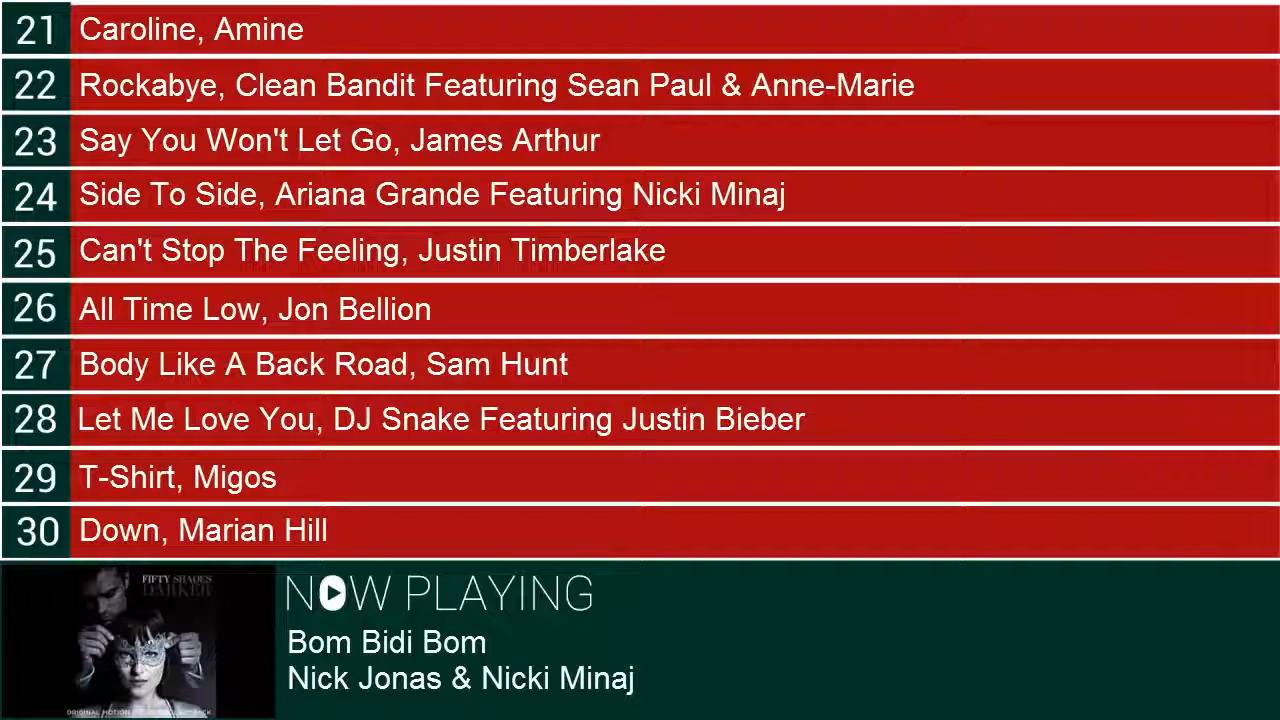 21 Caroline, Amine
22 Rockabye, Clean Bandit Featuring Sean Paul & Anne-Marie
23 Say You Won't Let Go, James Arthur
24 Side To Side, Ariana Grande Featuring Nicki Minaj
25 Can't Stop The Feeling, Justin Timberlake
26 All Time Low, Jon Bellion
27 Body Like A Back Road, Sam Hunt
28 Let Me Love You, DJ Snake Featuring Justin Bieber
29 T-Shirt, Migos
30 Down, Marian Hill
FIFTY SHADES
DARKER
ORIGINAL MOTION
NOW PLAYING
Bom Bidi Bom
Nick Jonas & Nicki Minaj